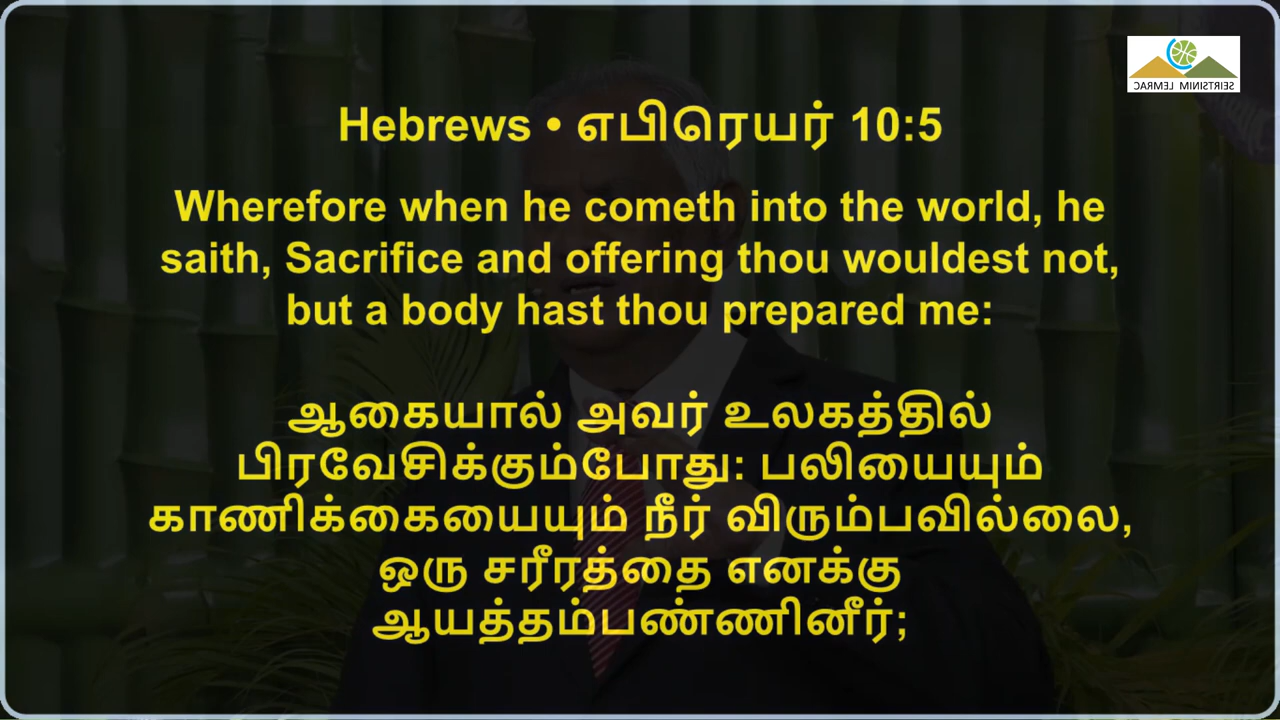 CARMEL MINISTRIES
Hebrews • எபிரெயர் 10:5
Wherefore when he cometh into the world, he
saith, Sacrifice and offering thou wouldest not,
but a body hast thou prepared me:
ஆகையால் அவர் உலகத்தில்
பிரவேசிக்கும்போது: பலியையும்
காணிக்கையையும் நீர் விரும்பவில்லை,
ஒரு சரீரத்தை எனக்கு
ஆயத்தம்பண்ணினீர்;